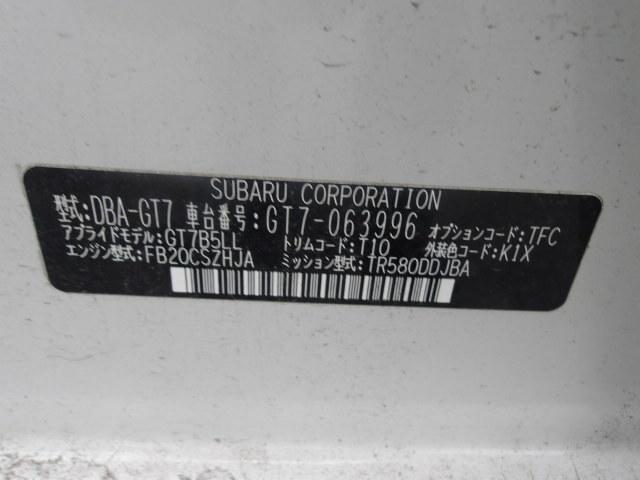 SUBARU CORPORATION
型式:DBA-GT7 車台番号:GT7-063996 オプションコード:TFC
アプライドモデル:GT7B5LL トリムコード:T10 外装色コード:K1X
エンジン型式:FB20CSZHJA ミッション型式:TR580DDJBA